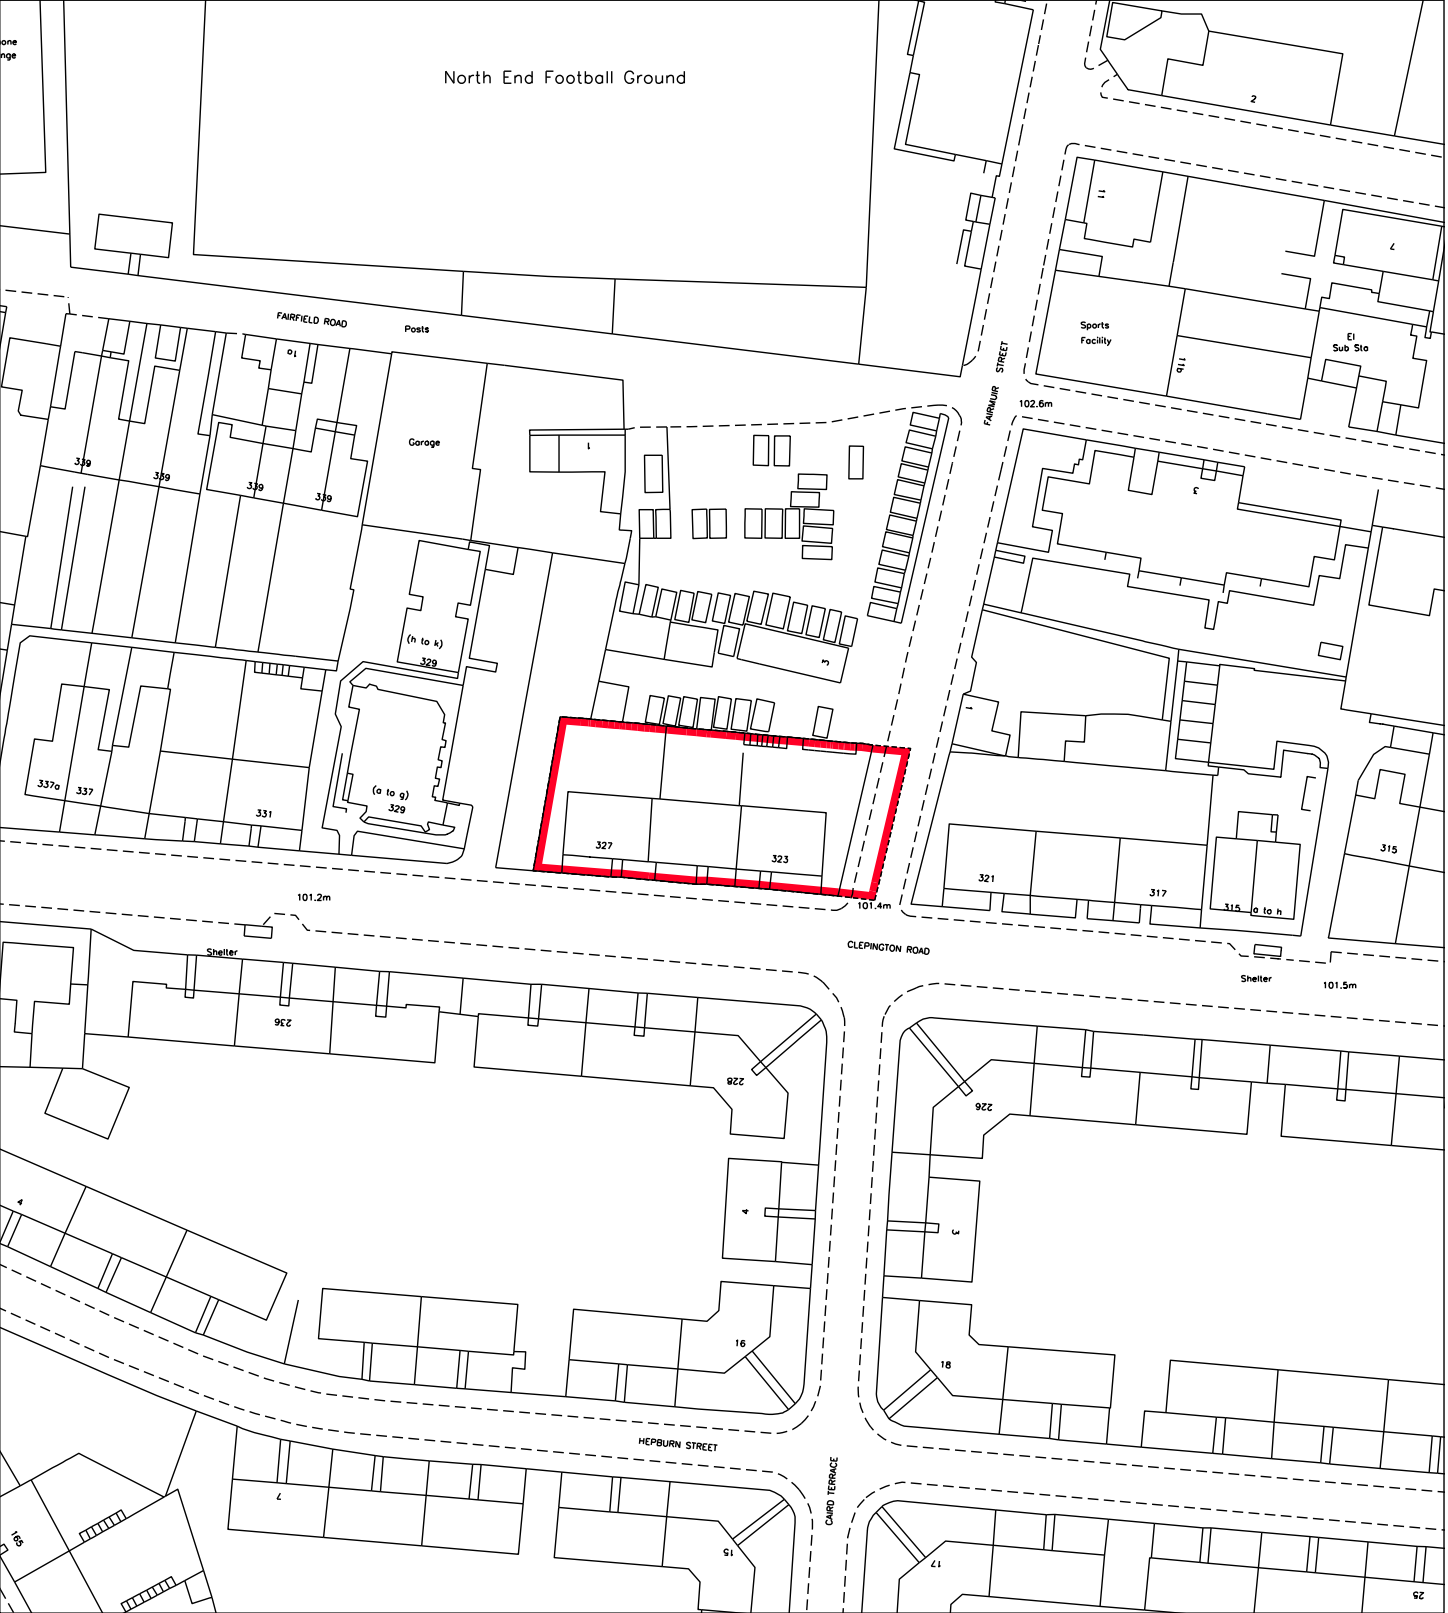 one
nge
North End Football Ground
2
11
7
FAIRFIELD ROAD
Posts
Sports
Facility
El
Sub Sta
11b
10
FAIRMUIR STREET
102.6m
Garage
1
339
339
339
339
3
(h to k)
329
3
1
337a
337
331
(a to g)
329
327
323
321
317
315
315 a to h
101.2m
101.4m
CLEPINGTON ROAD
Shelter
Shelter
101.5m
236
228
226
4
4
3
16
18
HEPBURN STREET
CAIRD TERRACE
7
165
15
17
25